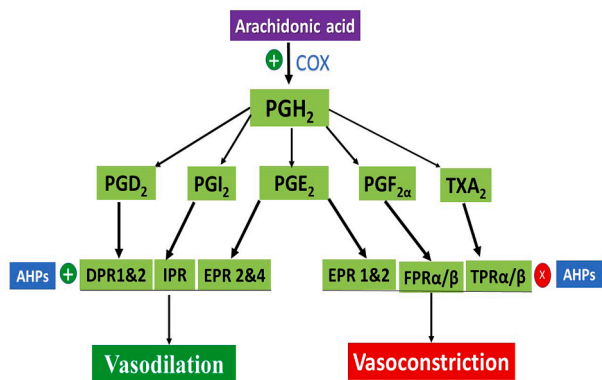 Arachidonic acid
+ COX
PGH₂
PGD₂ PGI₂ PGE₂ PGF₂α TXA₂
AHPs + DPR1&2 IPR EPR 2&4 EPR 1&2 FPRα/β TPRα/β x AHPs
Vasodilation Vasoconstriction